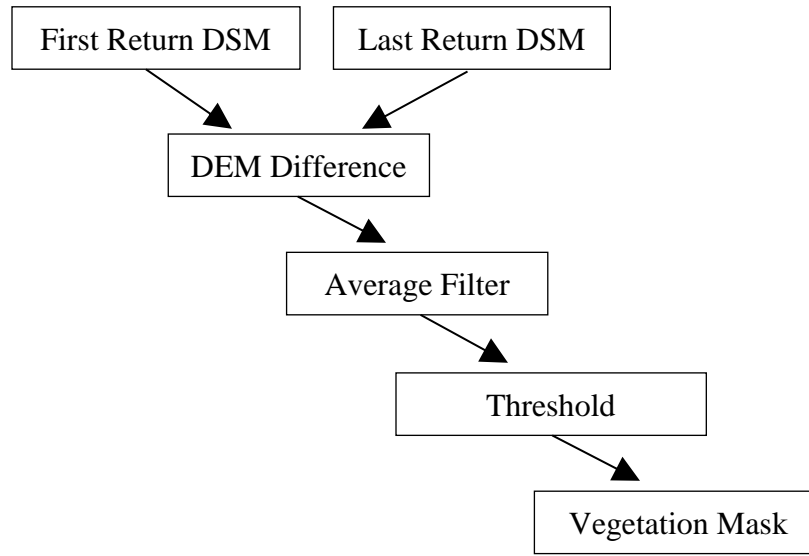 First Return DSM
Last Return DSM
DEM Difference
Average Filter
Threshold
Vegetation Mask